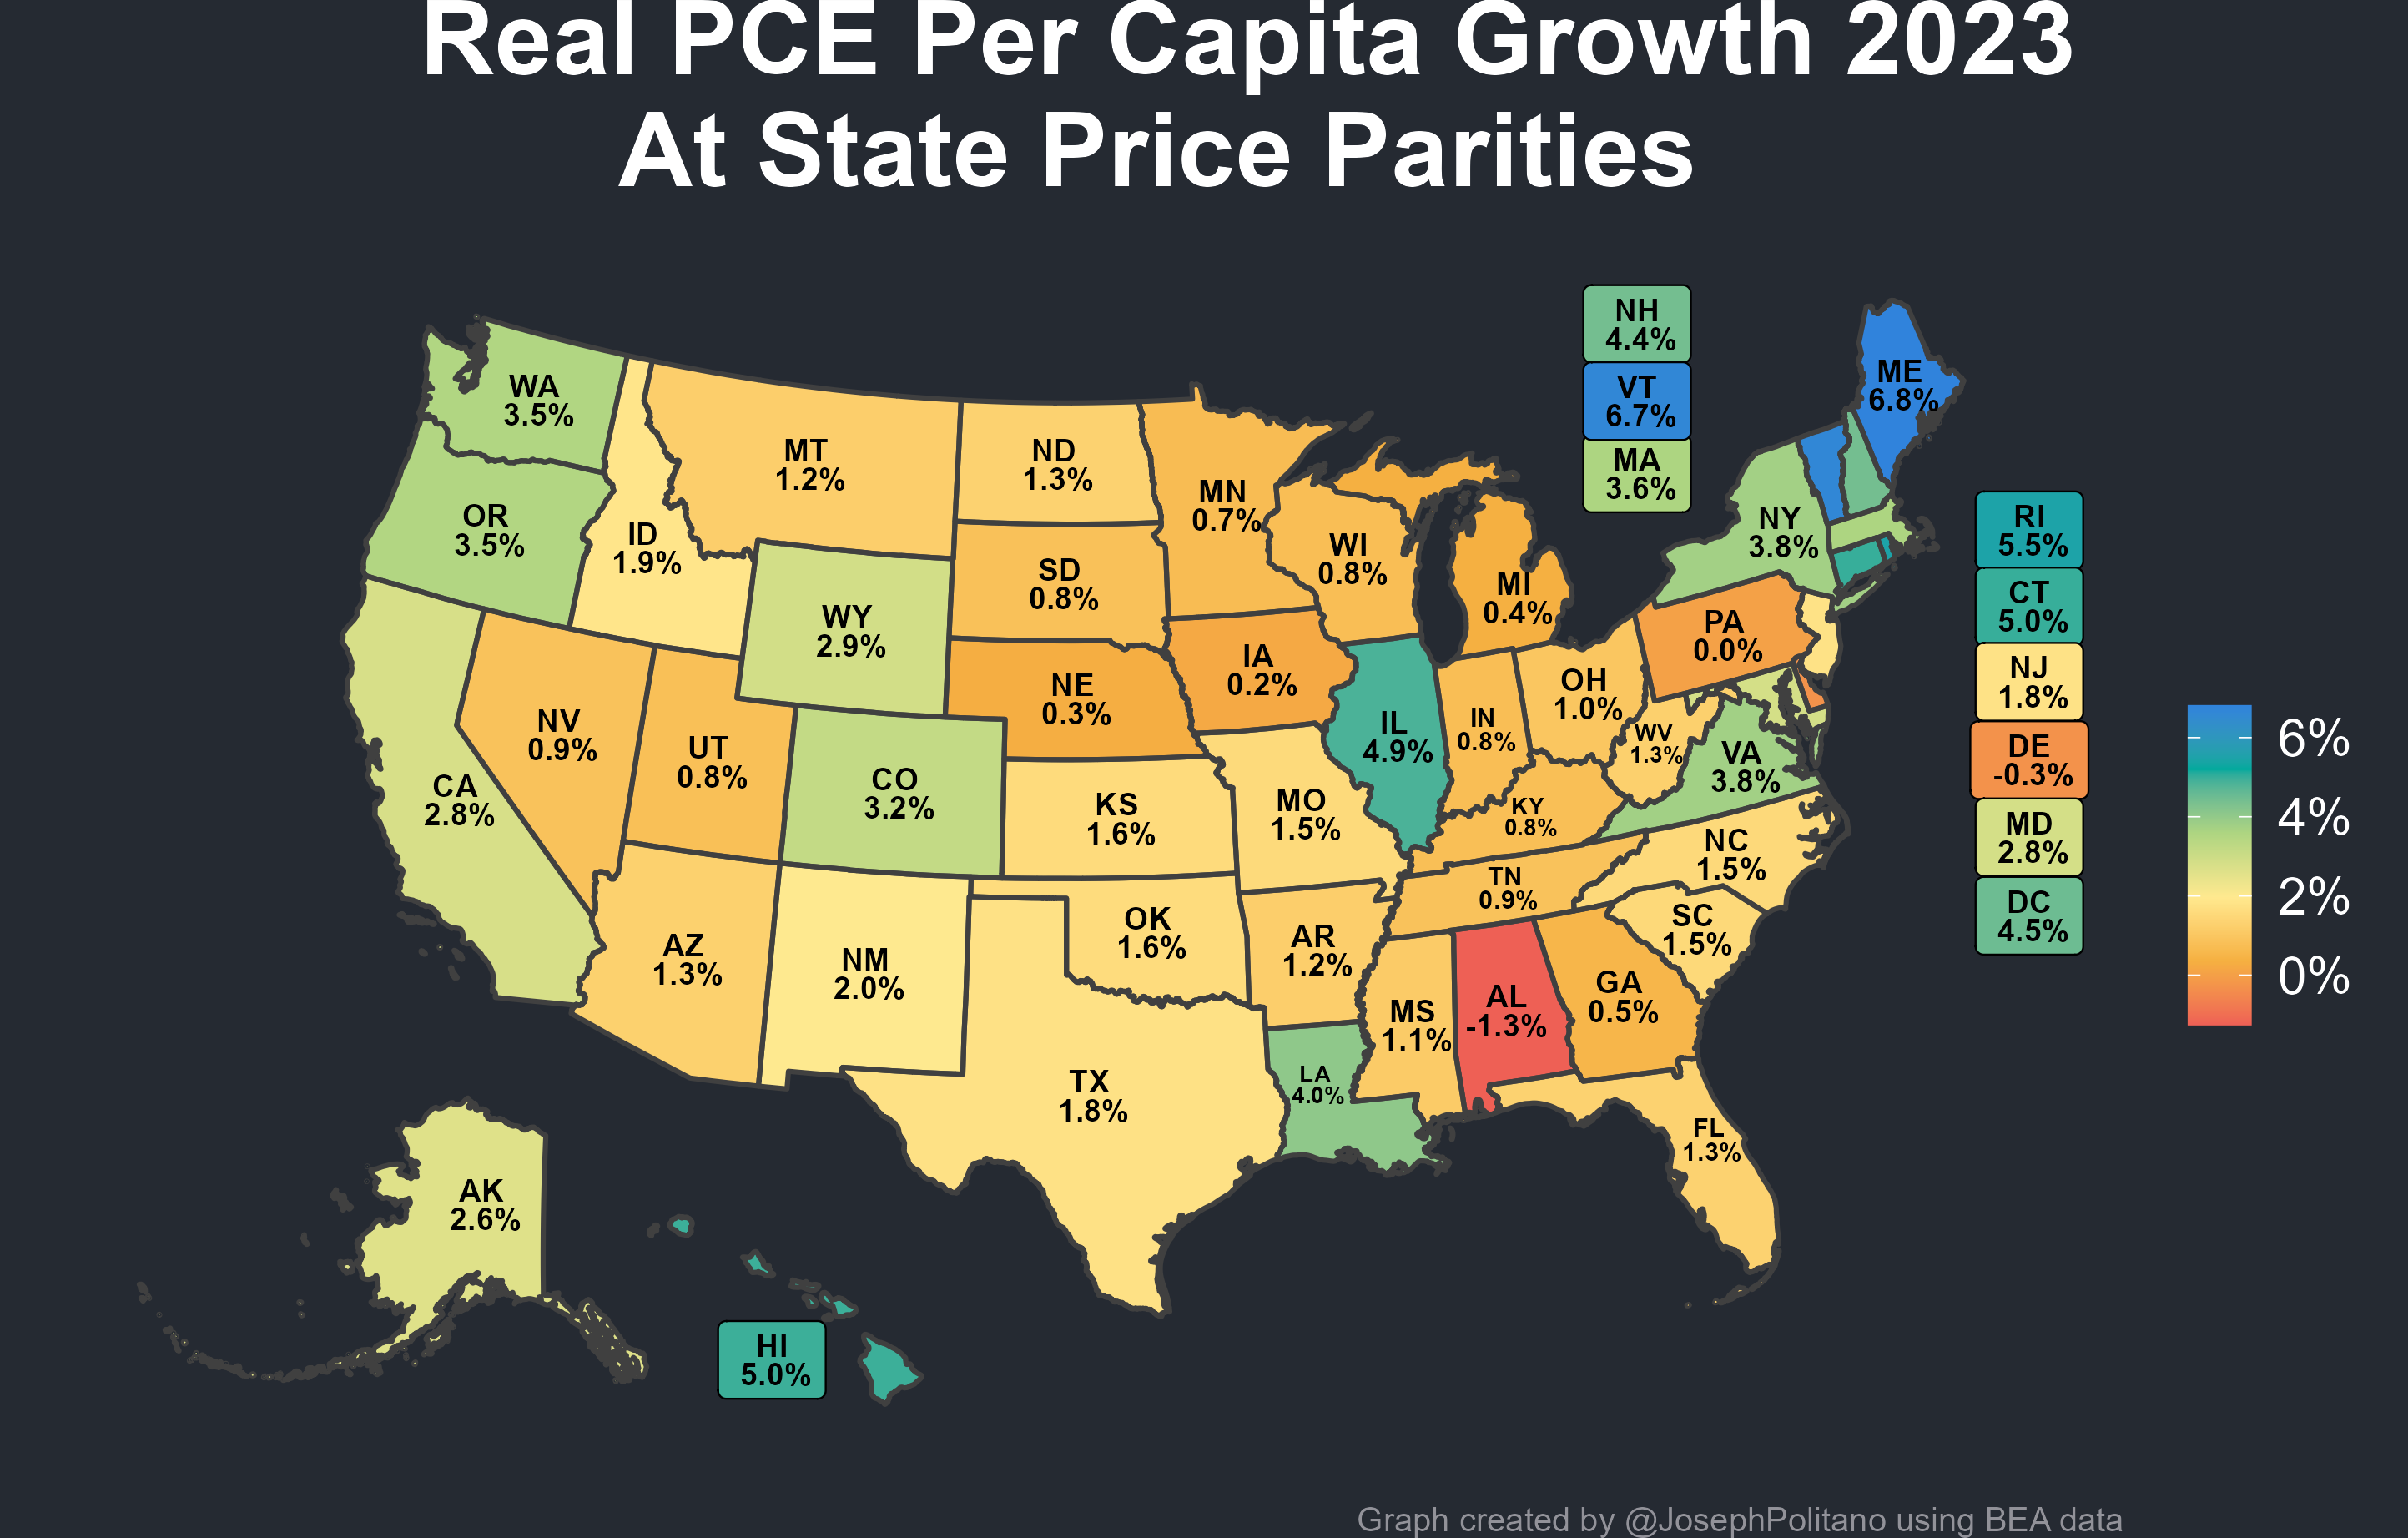 Real PCE Per Capita Growth 2023
At State Price Parities
NH
4.4%
VT
6.7%
MA
3.6%
ME
6.8%
WA
3.5%
MT
1.2%
ND
1.3%
MN
0.7%
OR
3.5%
ID
1.9%
WY
2.9%
SD
0.8%
WI
0.8%
MI
0.4%
NY
3.8%
RI
5.5%
CT
5.0%
NJ
1.8%
DE
-0.3%
MD
2.8%
DC
4.5%
NV
0.9%
UT
0.8%
CO
3.2%
NE
0.3%
IA
0.2%
IL
4.9%
IN
0.8%
OH
1.0%
PA
0.0%
WV
1.3%
VA
3.8%
CA
2.8%
KS
1.6%
MO
1.5%
KY
0.8%
NC
1.5%
TN
0.9%
SC
1.5%
AZ
1.3%
NM
2.0%
OK
1.6%
AR
1.2%
MS
1.1%
AL
-1.3%
GA
0.5%
TX
1.8%
LA
4.0%
FL
1.3%
AK
2.6%
HI
5.0%
6%
4%
2%
0%
Graph created by @JosephPolitano using BEA data